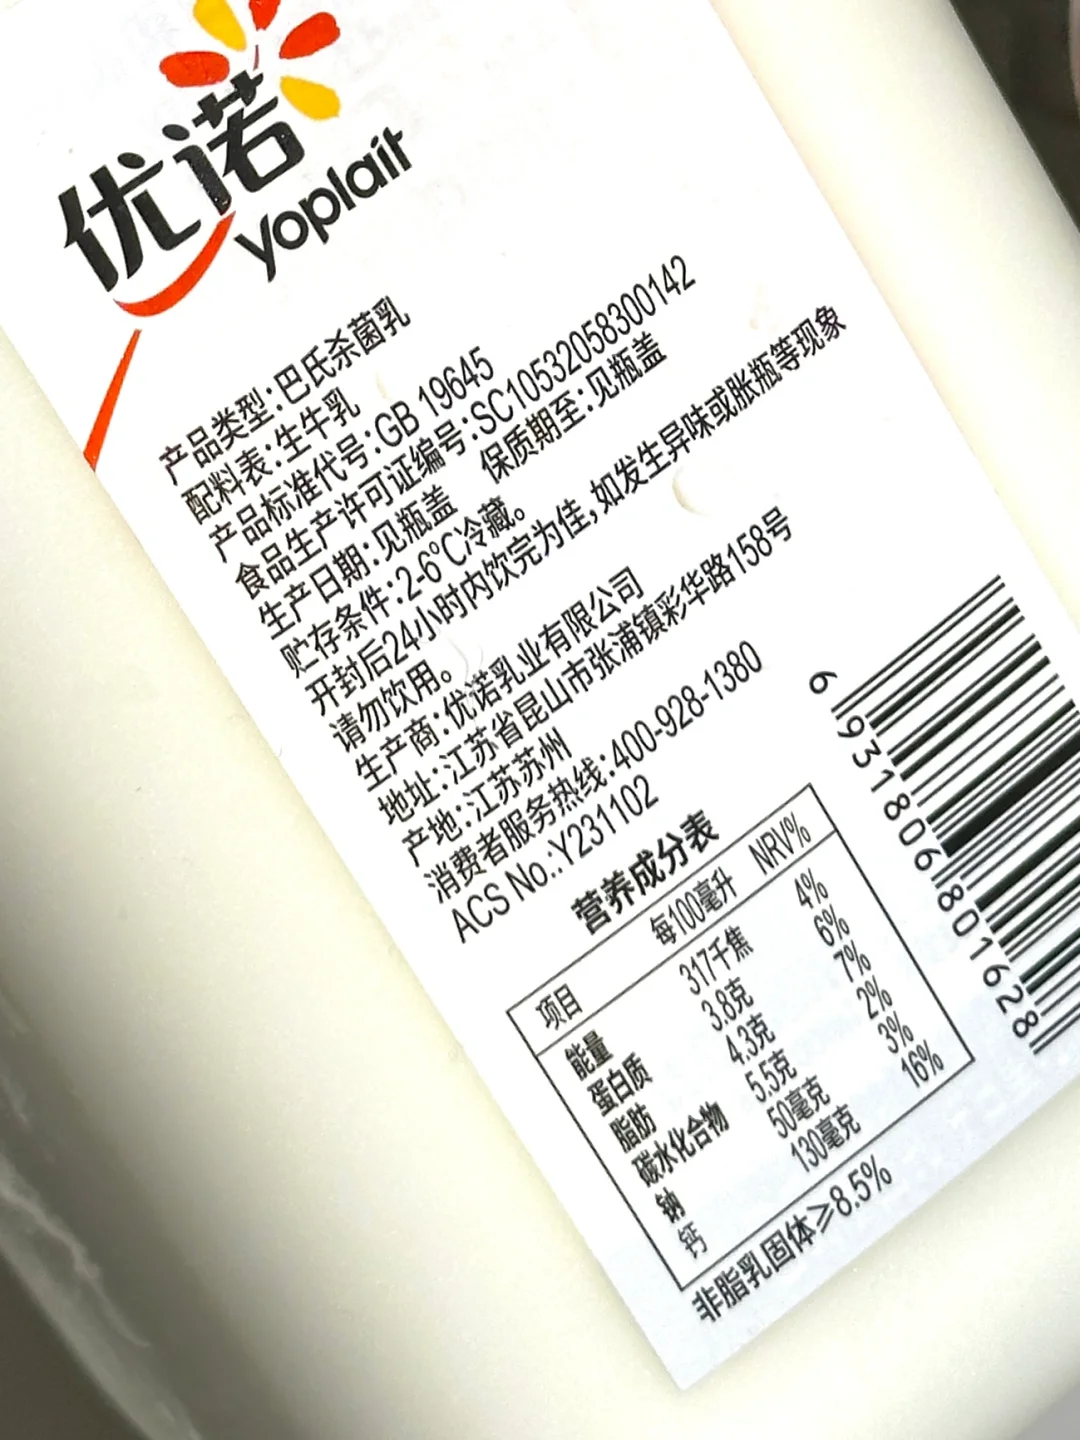 优诺
yoplait
产品类型:巴氏杀菌乳
配料表:生牛乳
产品标准代号:GB 19645
食品生产许可证编号:SC10532058300142
生产日期:见瓶盖 保质期至:见瓶盖
贮存条件:2-6°C冷藏。
开封后24小时内饮完为佳,如发生异味或胀瓶等现象
请勿饮用。
生产商:优诺乳业有限公司
地址:江苏省昆山市张浦镇彩华路158号
产地:江苏苏州
消费者服务热线:400-928-1380
ACS No.:Y231102
营养成分表
项目 每100毫升 NRV%
能量 317千焦 4%
蛋白质 3.8克 6%
脂肪 4.3克 7%
碳水化合物 5.5克 2%
钠 50毫克 3%
钙 130毫克 16%
非脂乳固体≥8.5%
6 931806 801628